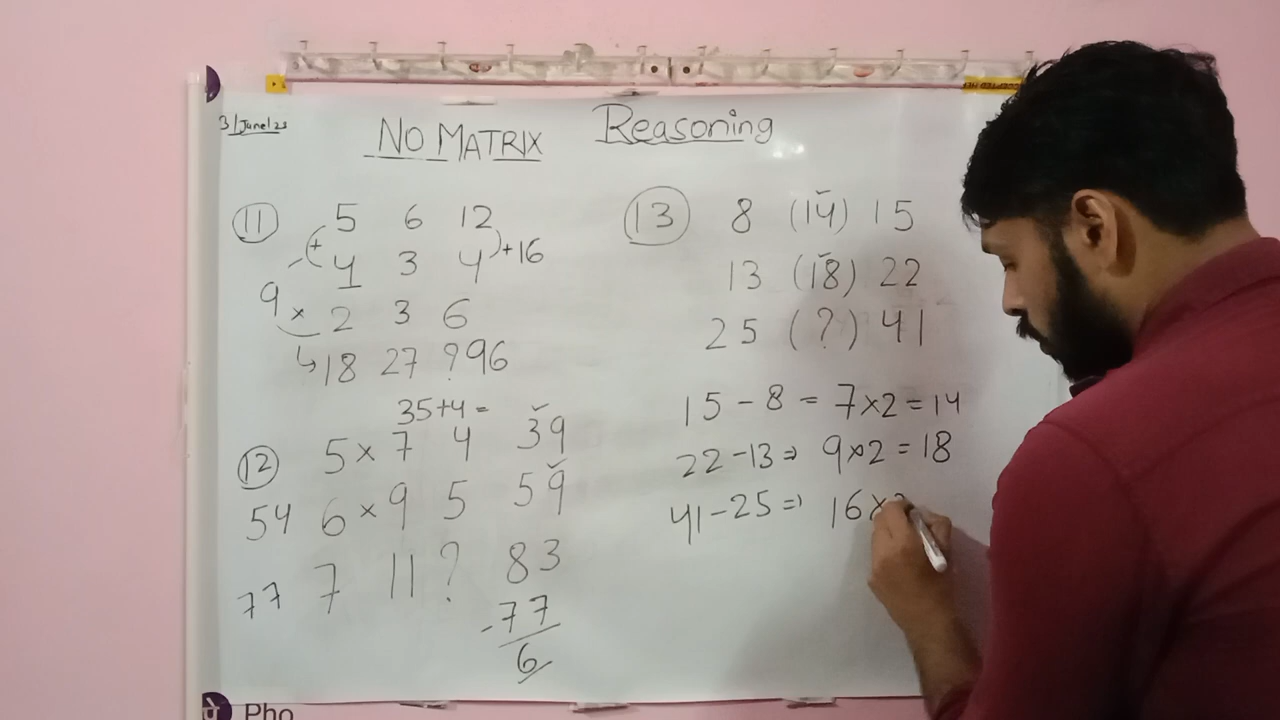 3/June/23
NO MATRIX Reasoning
11 5 6 12
+ 4 3 4 +16
9 × 2 3 6
18 27 ? 96
35+4=
12 5 × 7 4 39
54 6 × 9 5 59
77 7 11 ? 83
-77
6
13 8 (14) 15
13 (18) 22
25 (?) 41
15 - 8 = 7×2 = 14
22 - 13 ⇒ 9×2 = 18
41 - 25 ⇒ 16×
Pho